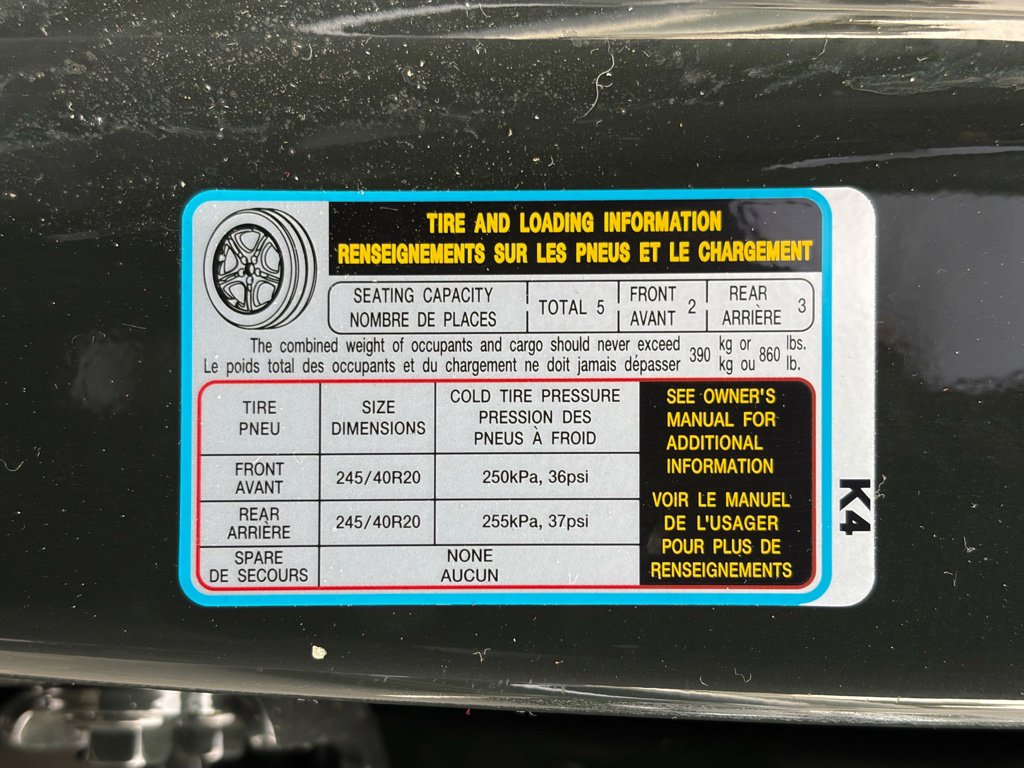 TIRE AND LOADING INFORMATION
RENSEIGNEMENTS SUR LES PNEUS ET LE CHARGEMENT
SEATING CAPACITY
NOMBRE DE PLACES
TOTAL 5
FRONT
AVANT
2
REAR
ARRIÈRE
3
The combined weight of occupants and cargo should never exceed
Le poids total des occupants et du chargement ne doit jamais dépasser
390
kg or
kg ou
860
lbs.
lb.
TIRE
PNEU
SIZE
DIMENSIONS
COLD TIRE PRESSURE
PRESSION DES
PNEUS À FROID
FRONT
AVANT
245/40R20
250kPa, 36psi
REAR
ARRIÈRE
245/40R20
255kPa, 37psi
SPARE
DE SECOURS
NONE
AUCUN
SEE OWNER'S
MANUAL FOR
ADDITIONAL
INFORMATION
VOIR LE MANUEL
DE L'USAGER
POUR PLUS DE
RENSEIGNEMENTS
K4